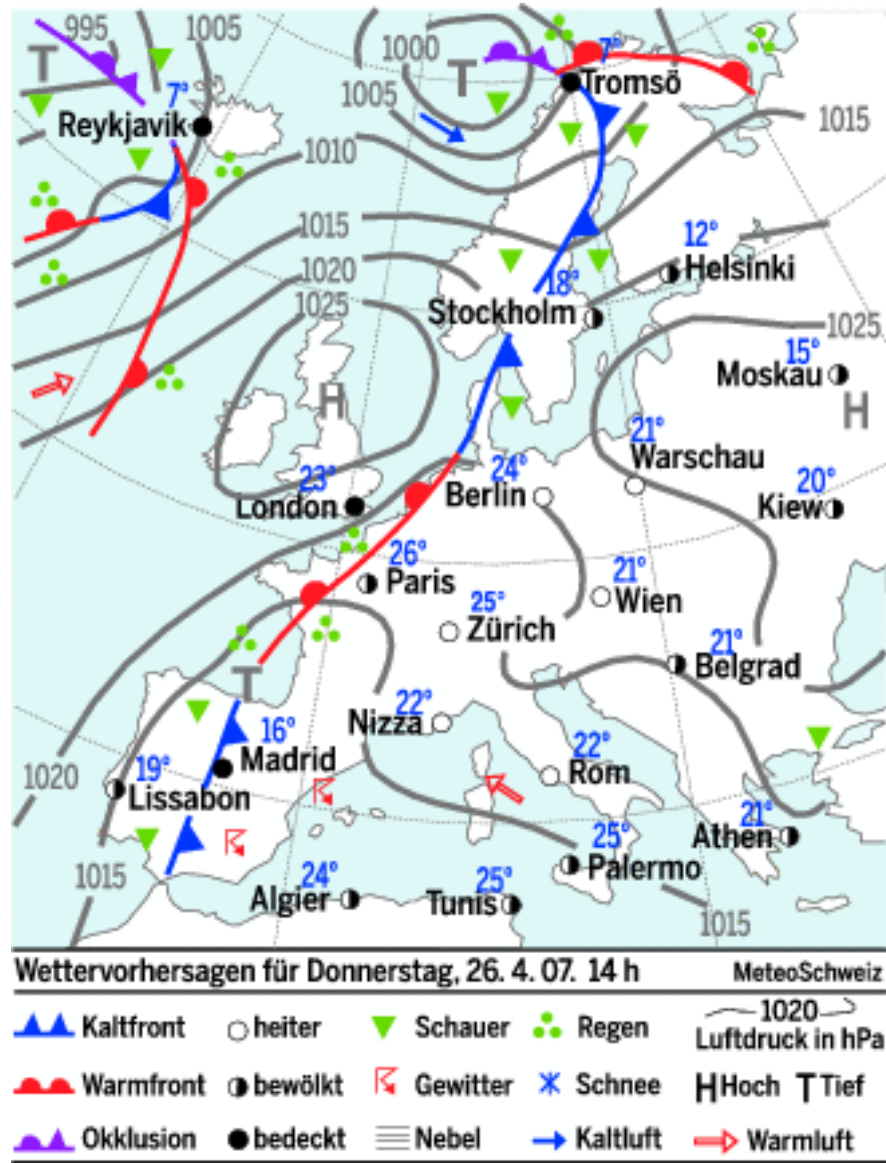 995
1005
T
1000
7°
T
Tromsö
7°
1005
Reykjavik
1015
1010
1015
12°
Helsinki
1020
18°
1025
Stockholm
1025
15°
Moskau
H
H
21°
Warschau
23°
24°
London
Berlin
20°
Kiew
26°
Paris
21°
Wien
25°
Zürich
21°
Belgrad
T
22°
Nizza
16°
Madrid
22°
Rom
19°
Lissabon
1020
21°
Athen
25°
Palermo
1015
24°
Algier
25°
Tunis
1015
Wettervorhersagen für Donnerstag, 26. 4. 07. 14 h MeteoSchweiz
Kaltfront heiter Schauer Regen 1020
Luftdruck in hPa
Warmfront bewölkt Gewitter Schnee H Hoch T Tief
Okklusion bedeckt Nebel Kaltluft Warmluft